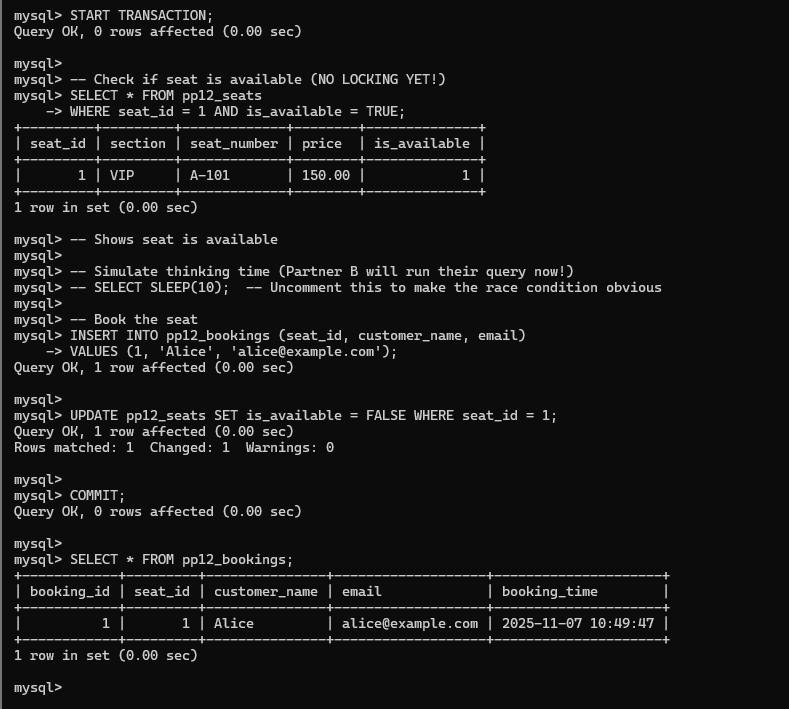 mysql> START TRANSACTION;
Query OK, 0 rows affected (0.00 sec)
mysql>
mysql> -- Check if seat is available (NO LOCKING YET!)
mysql> SELECT * FROM pp12_seats
    -> WHERE seat_id = 1 AND is_available = TRUE;
+---------+---------+-------------+--------+--------------+
| seat_id | section | seat_number | price  | is_available |
+---------+---------+-------------+--------+--------------+
|       1 | VIP     | A-101       | 150.00 |            1 |
+---------+---------+-------------+--------+--------------+
1 row in set (0.00 sec)
mysql> -- Shows seat is available
mysql>
mysql> -- Simulate thinking time (Partner B will run their query now!)
mysql> -- SELECT SLEEP(10);  -- Uncomment this to make the race condition obvious
mysql>
mysql> -- Book the seat
mysql> INSERT INTO pp12_bookings (seat_id, customer_name, email)
    -> VALUES (1, 'Alice', 'alice@example.com');
Query OK, 1 row affected (0.00 sec)
mysql>
mysql> UPDATE pp12_seats SET is_available = FALSE WHERE seat_id = 1;
Query OK, 1 row affected (0.00 sec)
Rows matched: 1  Changed: 1  Warnings: 0
mysql>
mysql> COMMIT;
Query OK, 0 rows affected (0.00 sec)
mysql>
mysql> SELECT * FROM pp12_bookings;
+------------+---------+---------------+-------------------+---------------------+
| booking_id | seat_id | customer_name | email             | booking_time        |
+------------+---------+---------------+-------------------+---------------------+
|          1 |       1 | Alice         | alice@example.com | 2025-11-07 10:49:47 |
+------------+---------+---------------+-------------------+---------------------+
1 row in set (0.00 sec)
mysql>